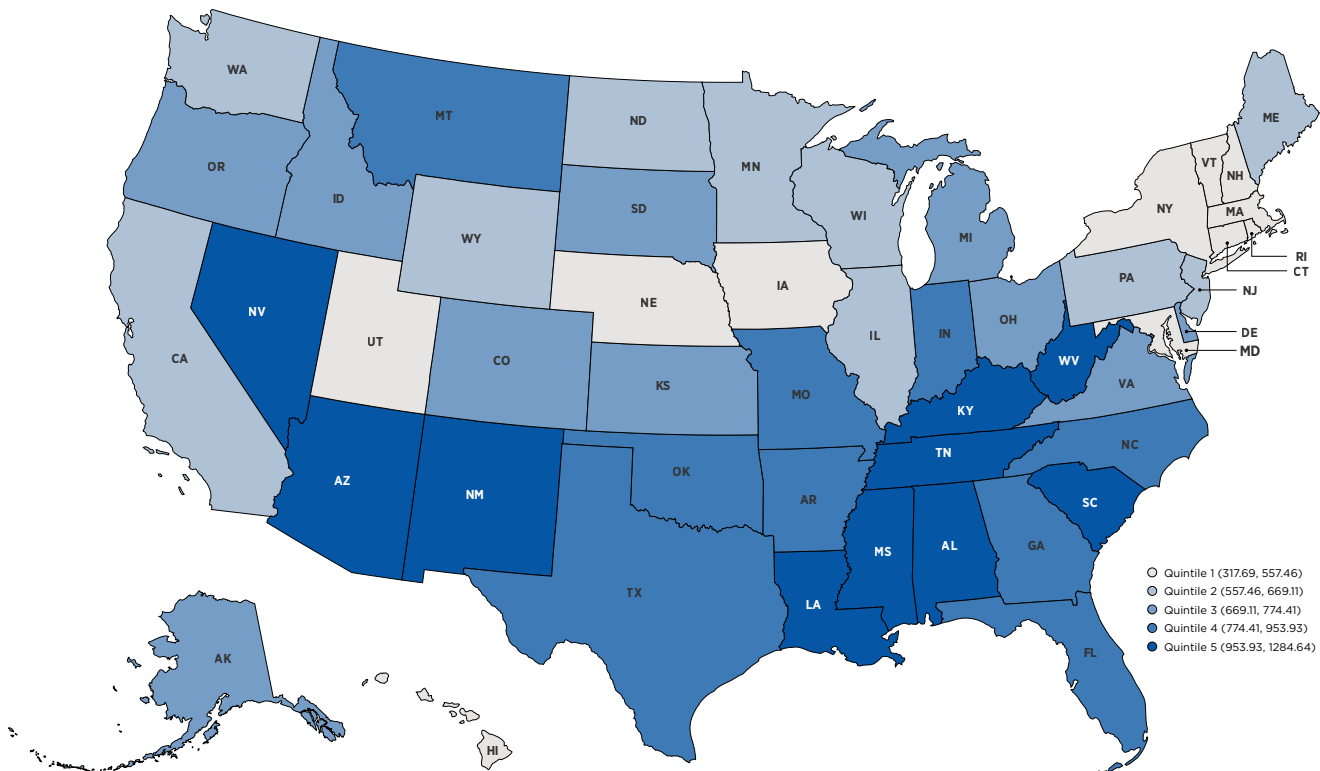 WA
ME
MT
ND
VT
MN
OR
NH
ID
SD
WI
NY
MA
WY
MI
RI
CT
PA
IA
NJ
NE
NV
OH
IN
DE
UT
IL
MD
CA
CO
WV
KS
VA
MO
KY
NC
TN
OK
AZ
NM
AR
SC
MS
AL
GA
TX
LA
FL
AK
HI
Quintile 1 (317.69, 557.46)
Quintile 2 (557.46, 669.11)
Quintile 3 (669.11, 774.41)
Quintile 4 (774.41, 953.93)
Quintile 5 (953.93, 1284.64)